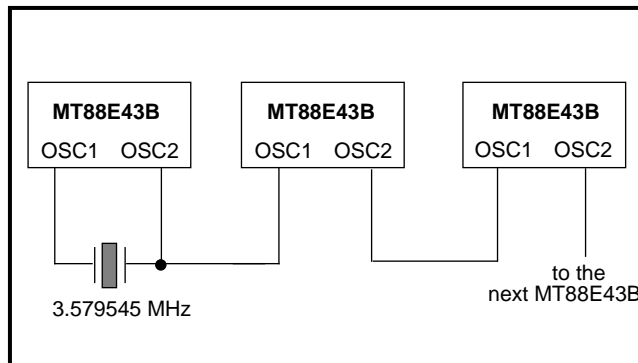 MT88E43B
MT88E43B
MT88E43B
OSC1 OSC2
OSC1 OSC2
OSC1 OSC2
3.579545 MHz
to the
next MT88E43B